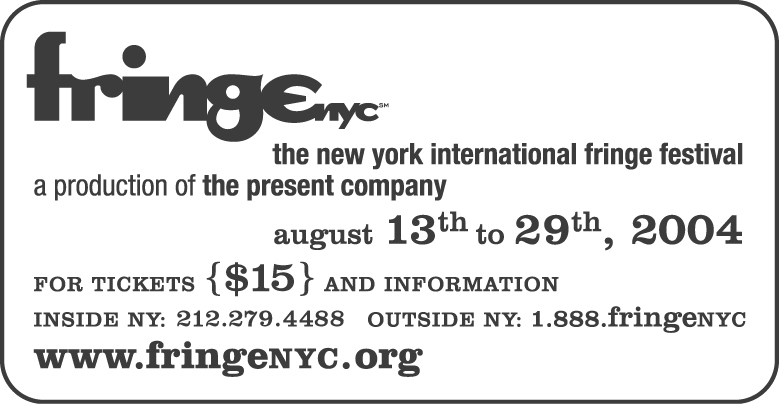 fringeNYC℠
the new york international fringe festival
a production of the present company
august 13th to 29th, 2004
FOR TICKETS {$15} AND INFORMATION
INSIDE NY: 212.279.4488 OUTSIDE NY: 1.888.fringeNYC
www.fringeNYC.org